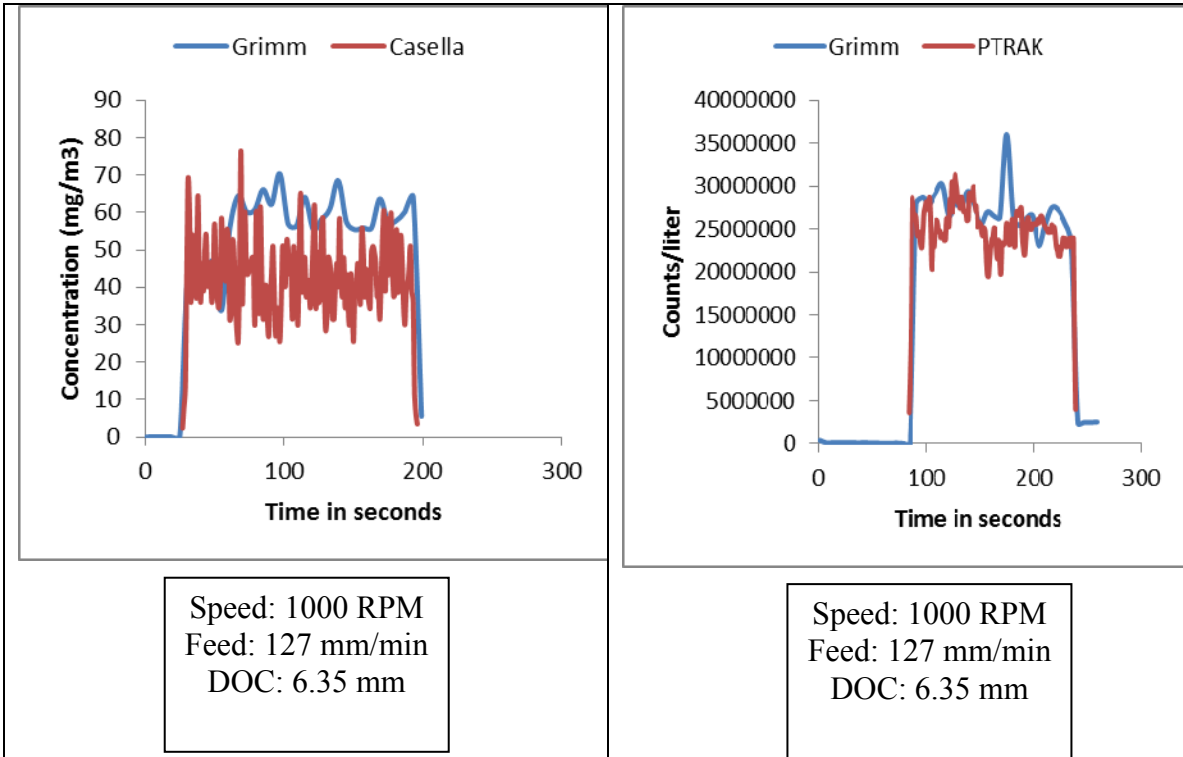 Grimm Casella
90
80
70
60
50
40
30
20
10
0
Concentration (mg/m3)
0 100 200 300
Time in seconds
Speed: 1000 RPM
Feed: 127 mm/min
DOC: 6.35 mm
Grimm PTRAK
40000000
35000000
30000000
25000000
20000000
15000000
10000000
5000000
0
Counts/liter
0 100 200 300
Time in seconds
Speed: 1000 RPM
Feed: 127 mm/min
DOC: 6.35 mm